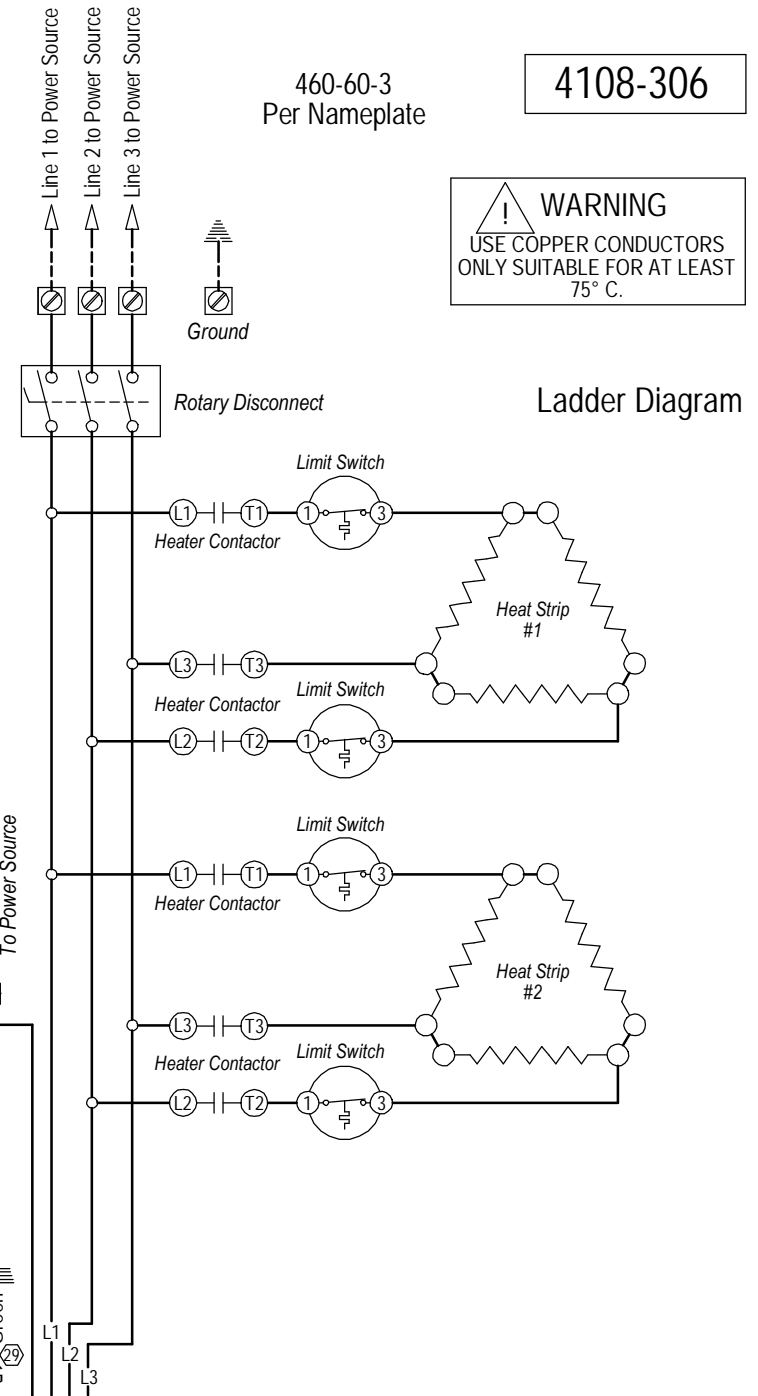 Line 1 to Power Source
Line 2 to Power Source
Line 3 to Power Source
460-60-3
Per Nameplate
4108-306
!
WARNING
USE COPPER CONDUCTORS
ONLY SUITABLE FOR AT LEAST
75° C.
Ground
Rotary Disconnect
Ladder Diagram
Limit Switch
L1
T1
1
3
Heater Contactor
Heat Strip
#1
L3
T3
Heater Contactor
Limit Switch
L2
T2
1
3
To Power Source
Limit Switch
L1
T1
1
3
Heater Contactor
Heat Strip
#2
L3
T3
Heater Contactor
Limit Switch
L2
T2
1
3
29
L1
L2
L3